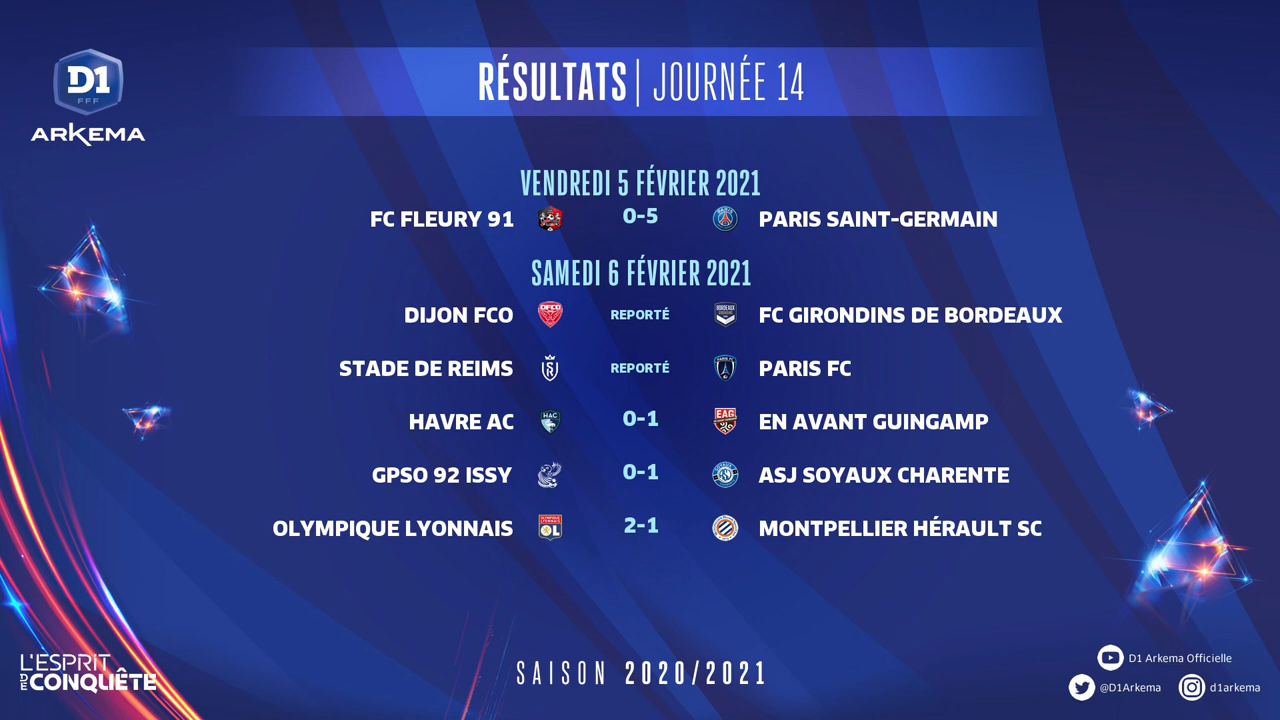 D1
FFF
ARKEMA
RÉSULTATS | JOURNÉE 14
VENDREDI 5 FÉVRIER 2021
FC FLEURY 91 0-5 PARIS SAINT-GERMAIN
SAMEDI 6 FÉVRIER 2021
DIJON FCO REPORTÉ FC GIRONDINS DE BORDEAUX
STADE DE REIMS REPORTÉ PARIS FC
HAVRE AC 0-1 EN AVANT GUINGAMP
GPSO 92 ISSY 0-1 ASJ SOYAUX CHARENTE
OLYMPIQUE LYONNAIS 2-1 MONTPELLIER HÉRAULT SC
L'ESPRIT
DE CONQUÊTE
SAISON 2020/2021
D1 Arkema Officielle
@D1Arkema d1arkema